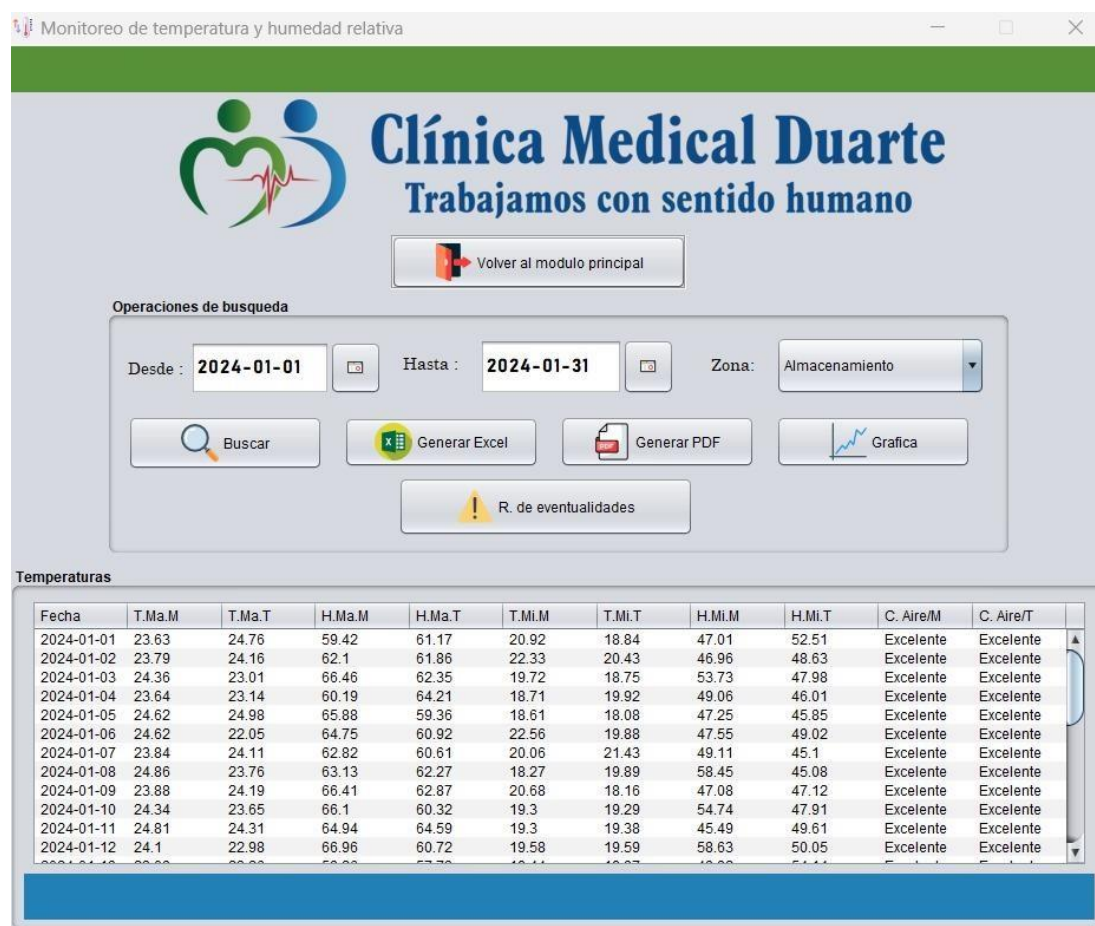 Monitoreo de temperatura y humedad relativa
Clínica Medical Duarte
Trabajamos con sentido humano
Volver al modulo principal
Operaciones de busqueda
Desde : 2024-01-01 Hasta : 2024-01-31 Zona: Almacenamiento
Buscar Generar Excel Generar PDF Grafica
R. de eventualidades
Temperaturas
Fecha T.Ma.M T.Ma.T H.Ma.M H.Ma.T T.Mi.M T.Mi.T H.Mi.M H.Mi.T C. Aire/M C. Aire/T
2024-01-01 23.63 24.76 59.42 61.17 20.92 18.84 47.01 52.51 Excelente Excelente
2024-01-02 23.79 24.16 62.1 61.86 22.33 20.43 46.96 48.63 Excelente Excelente
2024-01-03 24.36 23.01 66.46 62.35 19.72 18.75 53.73 47.98 Excelente Excelente
2024-01-04 23.64 23.14 60.19 64.21 18.71 19.92 49.06 46.01 Excelente Excelente
2024-01-05 24.62 24.98 65.88 59.36 18.61 18.08 47.25 45.85 Excelente Excelente
2024-01-06 24.62 22.05 64.75 60.92 22.56 19.88 47.55 49.02 Excelente Excelente
2024-01-07 23.84 24.11 62.82 60.61 20.06 21.43 49.11 45.1 Excelente Excelente
2024-01-08 24.86 23.76 63.13 62.27 18.27 19.89 58.45 45.08 Excelente Excelente
2024-01-09 23.88 24.19 66.41 62.87 20.68 18.16 47.08 47.12 Excelente Excelente
2024-01-10 24.34 23.65 66.1 60.32 19.3 19.29 54.74 47.91 Excelente Excelente
2024-01-11 24.81 24.31 64.94 64.59 19.3 19.38 45.49 49.61 Excelente Excelente
2024-01-12 24.1 22.98 66.96 60.72 19.58 19.59 58.63 50.05 Excelente Excelente